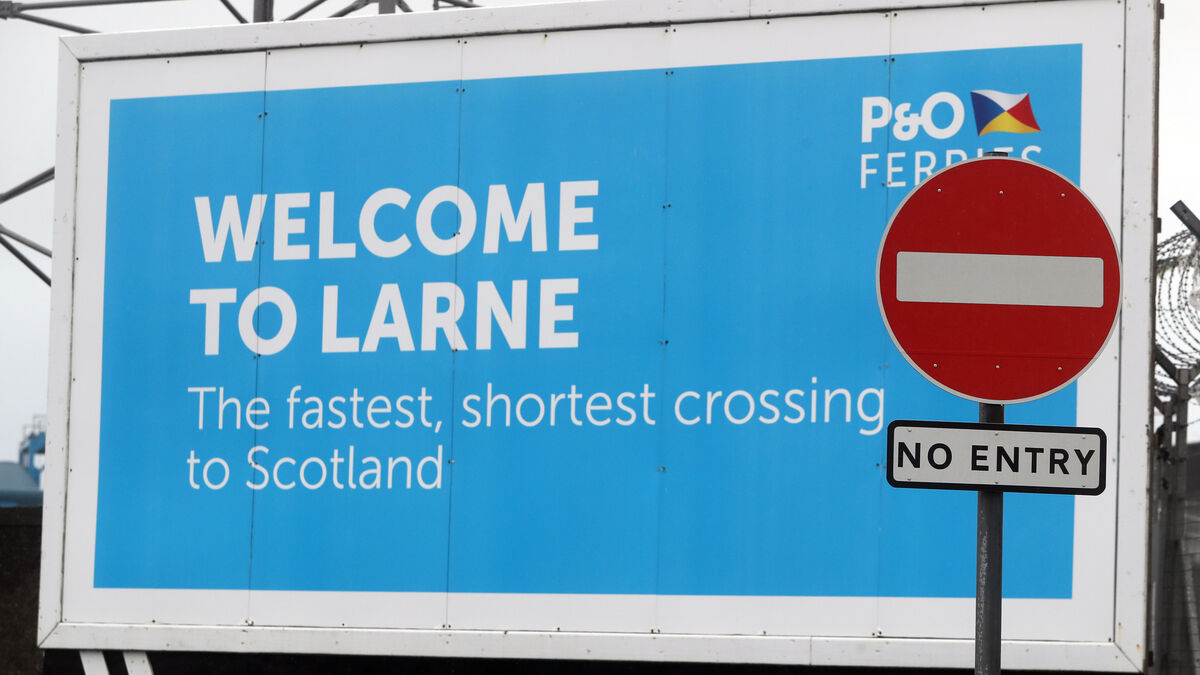 P&O
FERRIES
WELCOME
TO LARNE
The fastest, shortest crossing
to Scotland
NO ENTRY